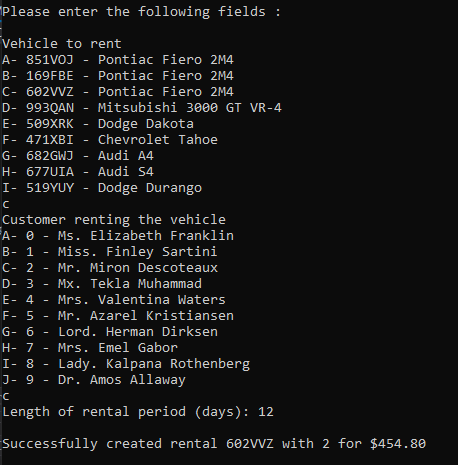 Please enter the following fields :
Vehicle to rent
A- 851VOJ - Pontiac Fiero 2M4
B- 169FBE - Pontiac Fiero 2M4
C- 602VVZ - Pontiac Fiero 2M4
D- 993QAN - Mitsubishi 3000 GT VR-4
E- 509XRK - Dodge Dakota
F- 471XBI - Chevrolet Tahoe
G- 682GWJ - Audi A4
H- 677UIA - Audi S4
I- 519YUY - Dodge Durango
c
Customer renting the vehicle
A- 0 - Ms. Elizabeth Franklin
B- 1 - Miss. Finley Sartini
C- 2 - Mr. Miron Descoteaux
D- 3 - Mx. Tekla Muhammad
E- 4 - Mrs. Valentina Waters
F- 5 - Mr. Azarel Kristiansen
G- 6 - Lord. Herman Dirksen
H- 7 - Mrs. Emel Gabor
I- 8 - Lady. Kalpana Rothenberg
J- 9 - Dr. Amos Allaway
c
Length of rental period (days): 12
Successfully created rental 602VVZ with 2 for $454.80